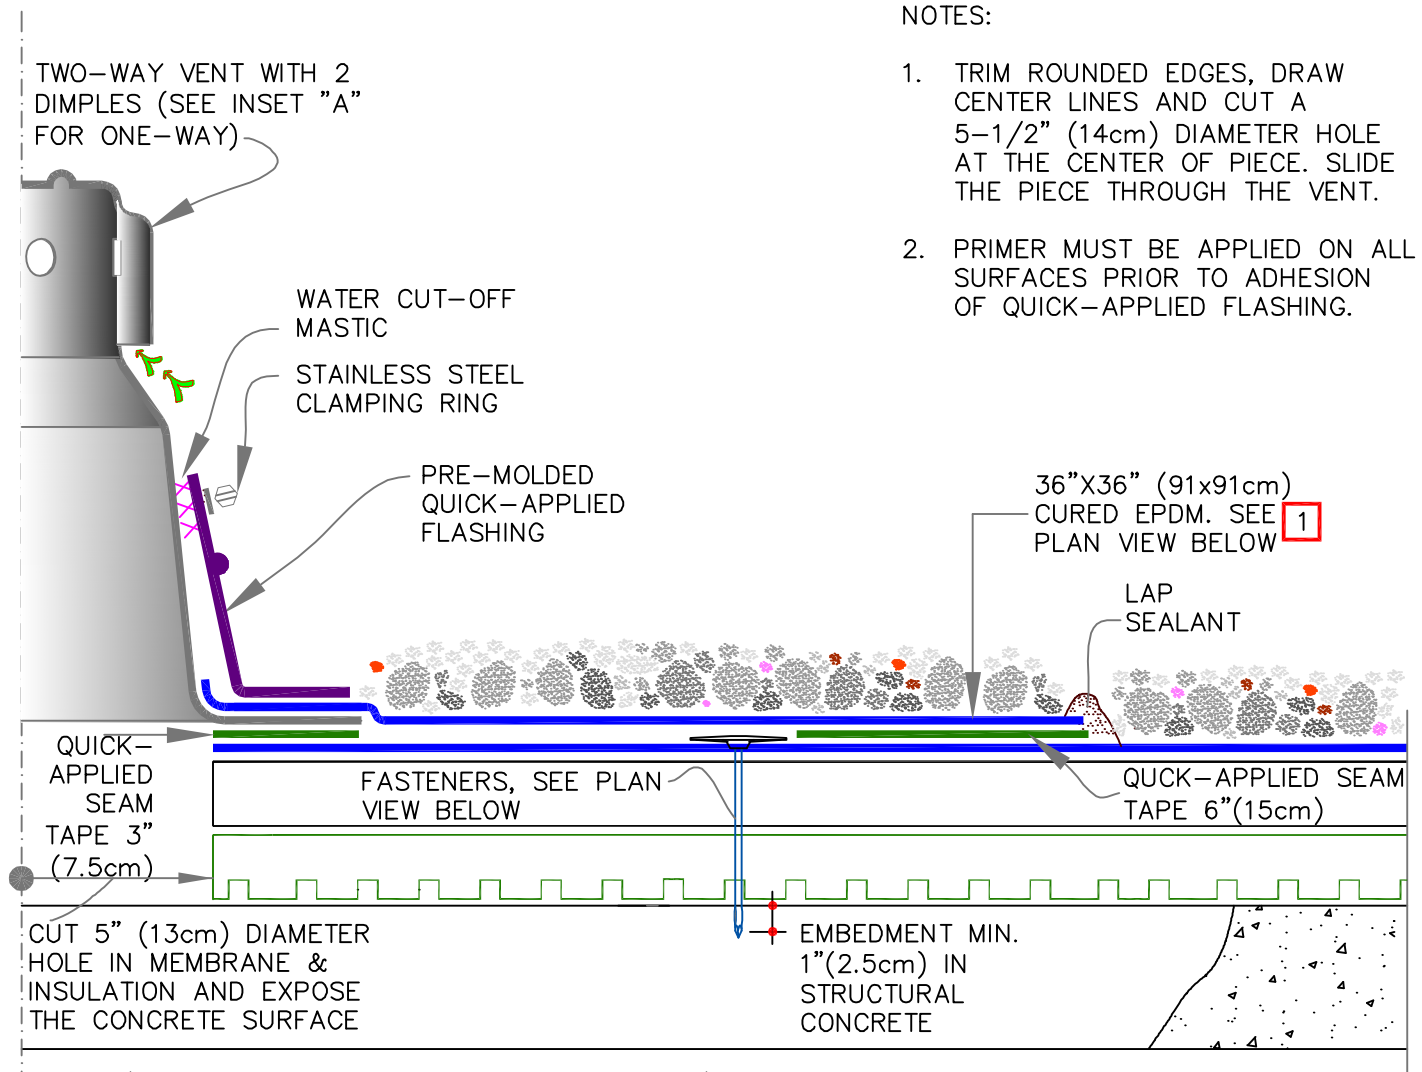 NOTES:
1. TRIM ROUNDED EDGES, DRAW
CENTER LINES AND CUT A
5-1/2" (14cm) DIAMETER HOLE
AT THE CENTER OF PIECE. SLIDE
THE PIECE THROUGH THE VENT.
2. PRIMER MUST BE APPLIED ON ALL
SURFACES PRIOR TO ADHESION
OF QUICK-APPLIED FLASHING.
TWO-WAY VENT WITH 2
DIMPLES (SEE INSET "A"
FOR ONE-WAY)
WATER CUT-OFF
MASTIC
STAINLESS STEEL
CLAMPING RING
PRE-MOLDED
QUICK-APPLIED
FLASHING
36"X36" (91x91cm)
CURED EPDM. SEE
PLAN VIEW BELOW
1
LAP
SEALANT
QUICK-
APPLIED
SEAM
TAPE 3"
(7.5cm)
FASTENERS, SEE PLAN
VIEW BELOW
QUCK-APPLIED SEAM
TAPE 6"(15cm)
CUT 5" (13cm) DIAMETER
HOLE IN MEMBRANE &
INSULATION AND EXPOSE
THE CONCRETE SURFACE
EMBEDMENT MIN.
1"(2.5cm) IN
STRUCTURAL
CONCRETE